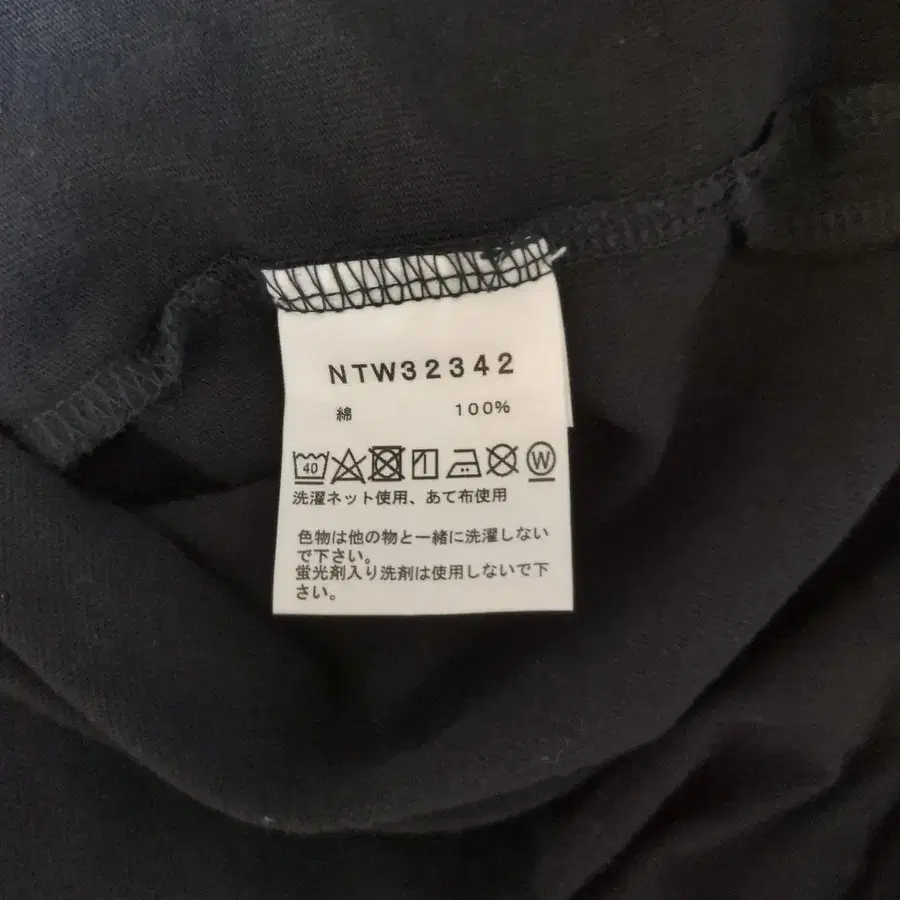 NTW32342
綿 100%
40 W
洗濯ネット使用、あて布使用
色物は他の物と一緒に洗濯しない
で下さい。
蛍光剤入り洗剤は使用しないで下
さい。